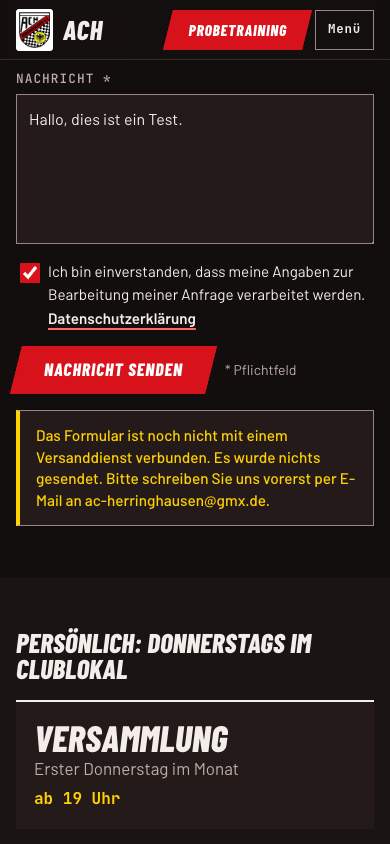 ACH
ACH
PROBETRAINING
Menü
NACHRICHT *
Hallo, dies ist ein Test.
Ich bin einverstanden, dass meine Angaben zur
Bearbeitung meiner Anfrage verarbeitet werden.
Datenschutzerklärung
NACHRICHT SENDEN
* Pflichtfeld
Das Formular ist noch nicht mit einem
Versanddienst verbunden. Es wurde nichts
gesendet. Bitte schreiben Sie uns vorerst per E-
Mail an ac-herringhausen@gmx.de.
PERSÖNLICH: DONNERSTAGS IM
CLUBLOKAL
VERSAMMLUNG
Erster Donnerstag im Monat
ab 19 Uhr